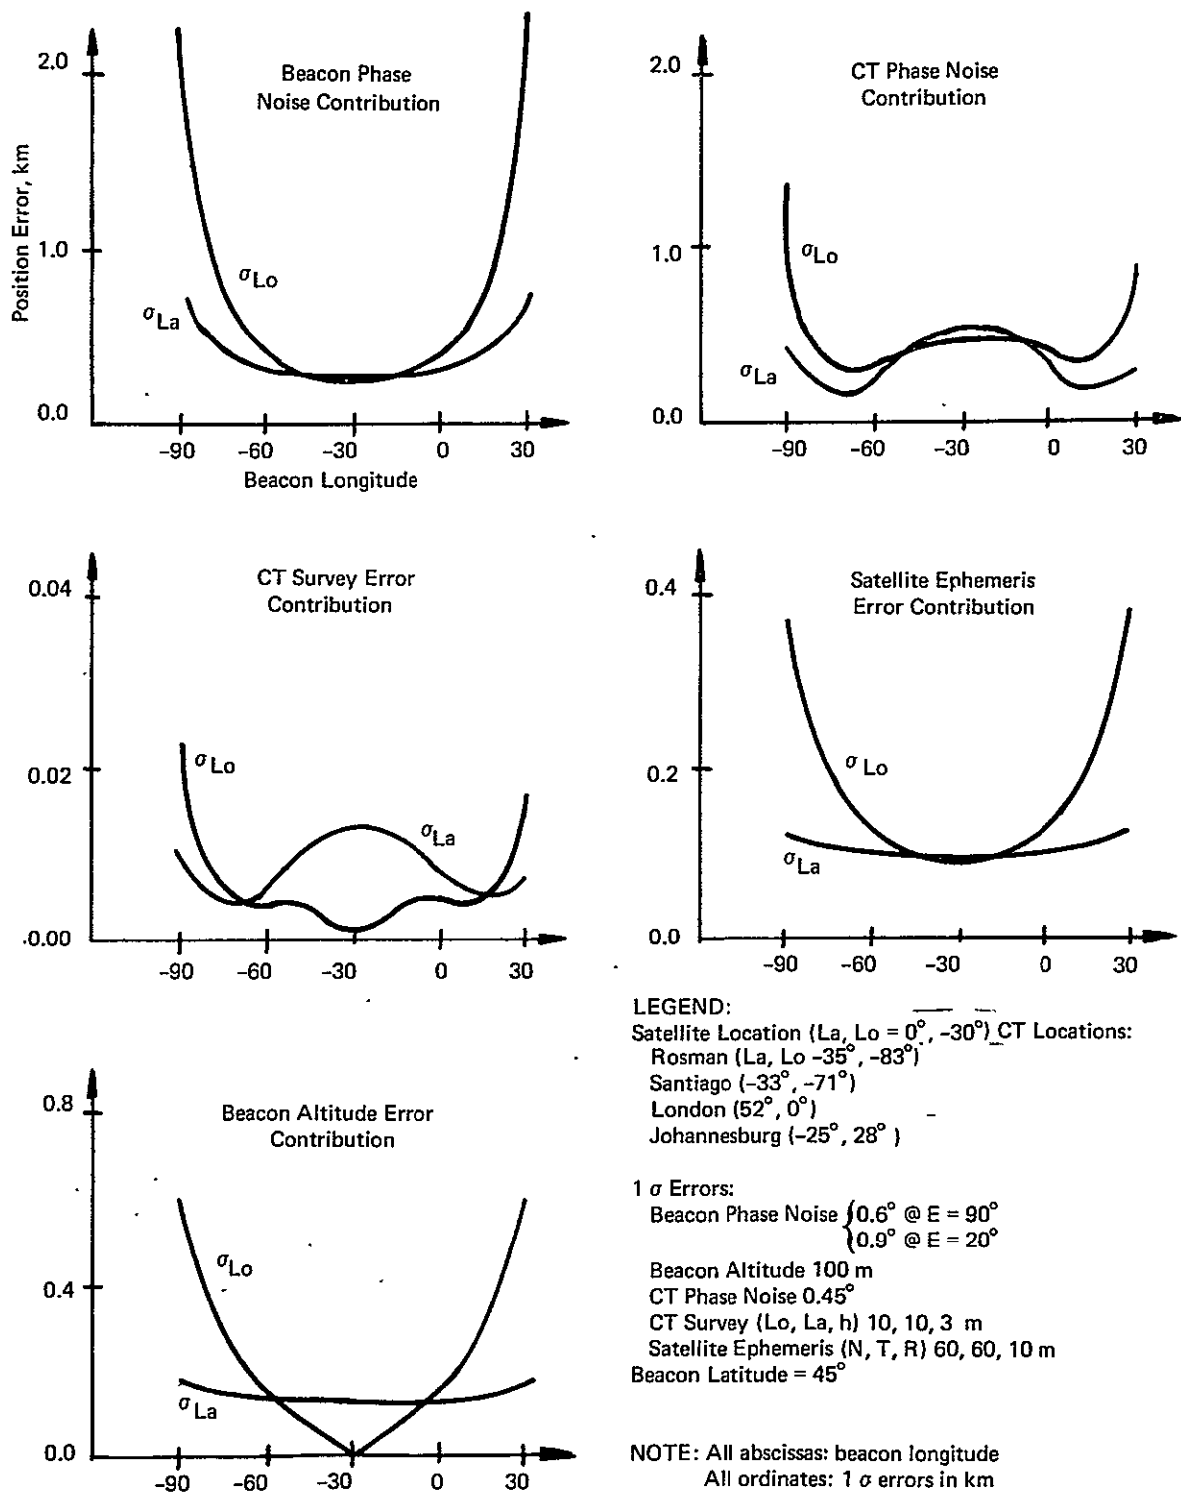 Beacon Phase
Noise Contribution
Position Error, km
2.0
1.0
0.0
σLo
σLa
-90 -60 -30 0 30
Beacon Longitude
CT Phase Noise
Contribution
2.0
1.0
0.0
σLo
σLa
-90 -60 -30 0 30
CT Survey Error
Contribution
0.04
0.02
0.00
σLo
σLa
-90 -60 -30 0 30
Satellite Ephemeris
Error Contribution
0.4
0.2
0.0
σLo
σLa
-90 -60 -30 0 30
Beacon Altitude Error
Contribution
0.8
0.4
0.0
σLo
σLa
-90 -60 -30 0 30
LEGEND:
Satellite Location (La, Lo = 0°, -30°) CT Locations:
Rosman (La, Lo -35°, -83°)
Santiago (-33°, -71°)
London (52°, 0°)
Johannesburg (-25°, 28° )
1 σ Errors:
Beacon Phase Noise {0.6° @ E = 90°
0.9° @ E = 20°
Beacon Altitude 100 m
CT Phase Noise 0.45°
CT Survey (Lo, La, h) 10, 10, 3 m
Satellite Ephemeris (N, T, R) 60, 60, 10 m
Beacon Latitude = 45°
NOTE: All abscissas: beacon longitude
All ordinates: 1 σ errors in km